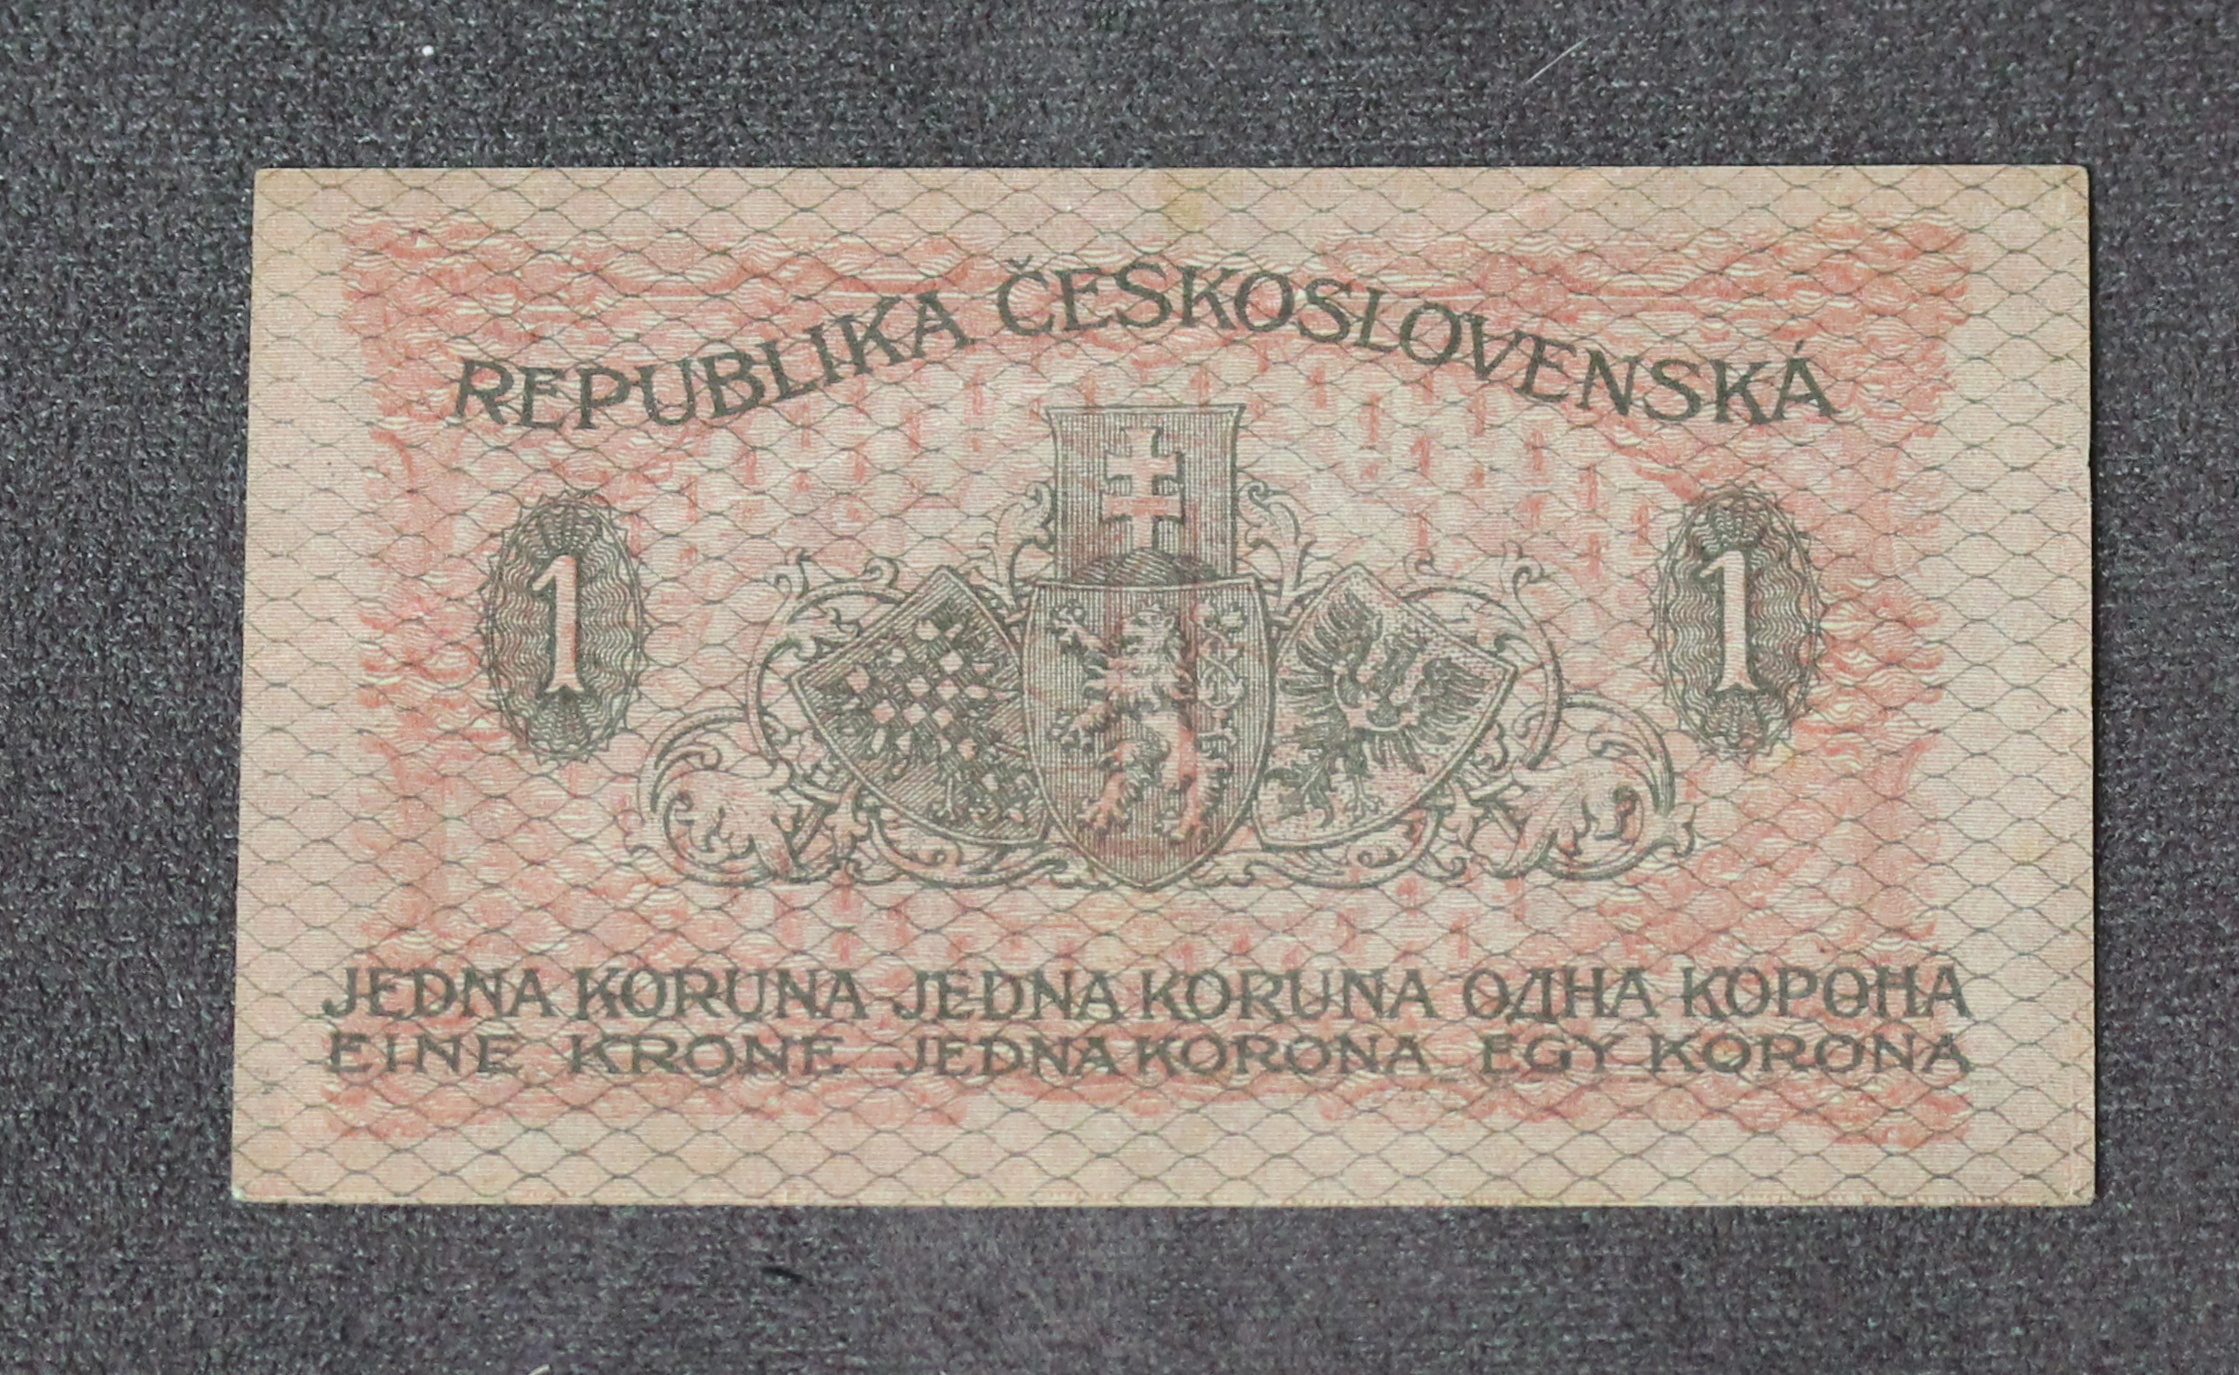 REPUBLIKA ČESKOSLOVENSKÁ
1 1
JEDNA KORUNA JEDNA KORUNA ОДНА КОРОНА
EINE KRONE JEDNA KORONA EGY KORONA